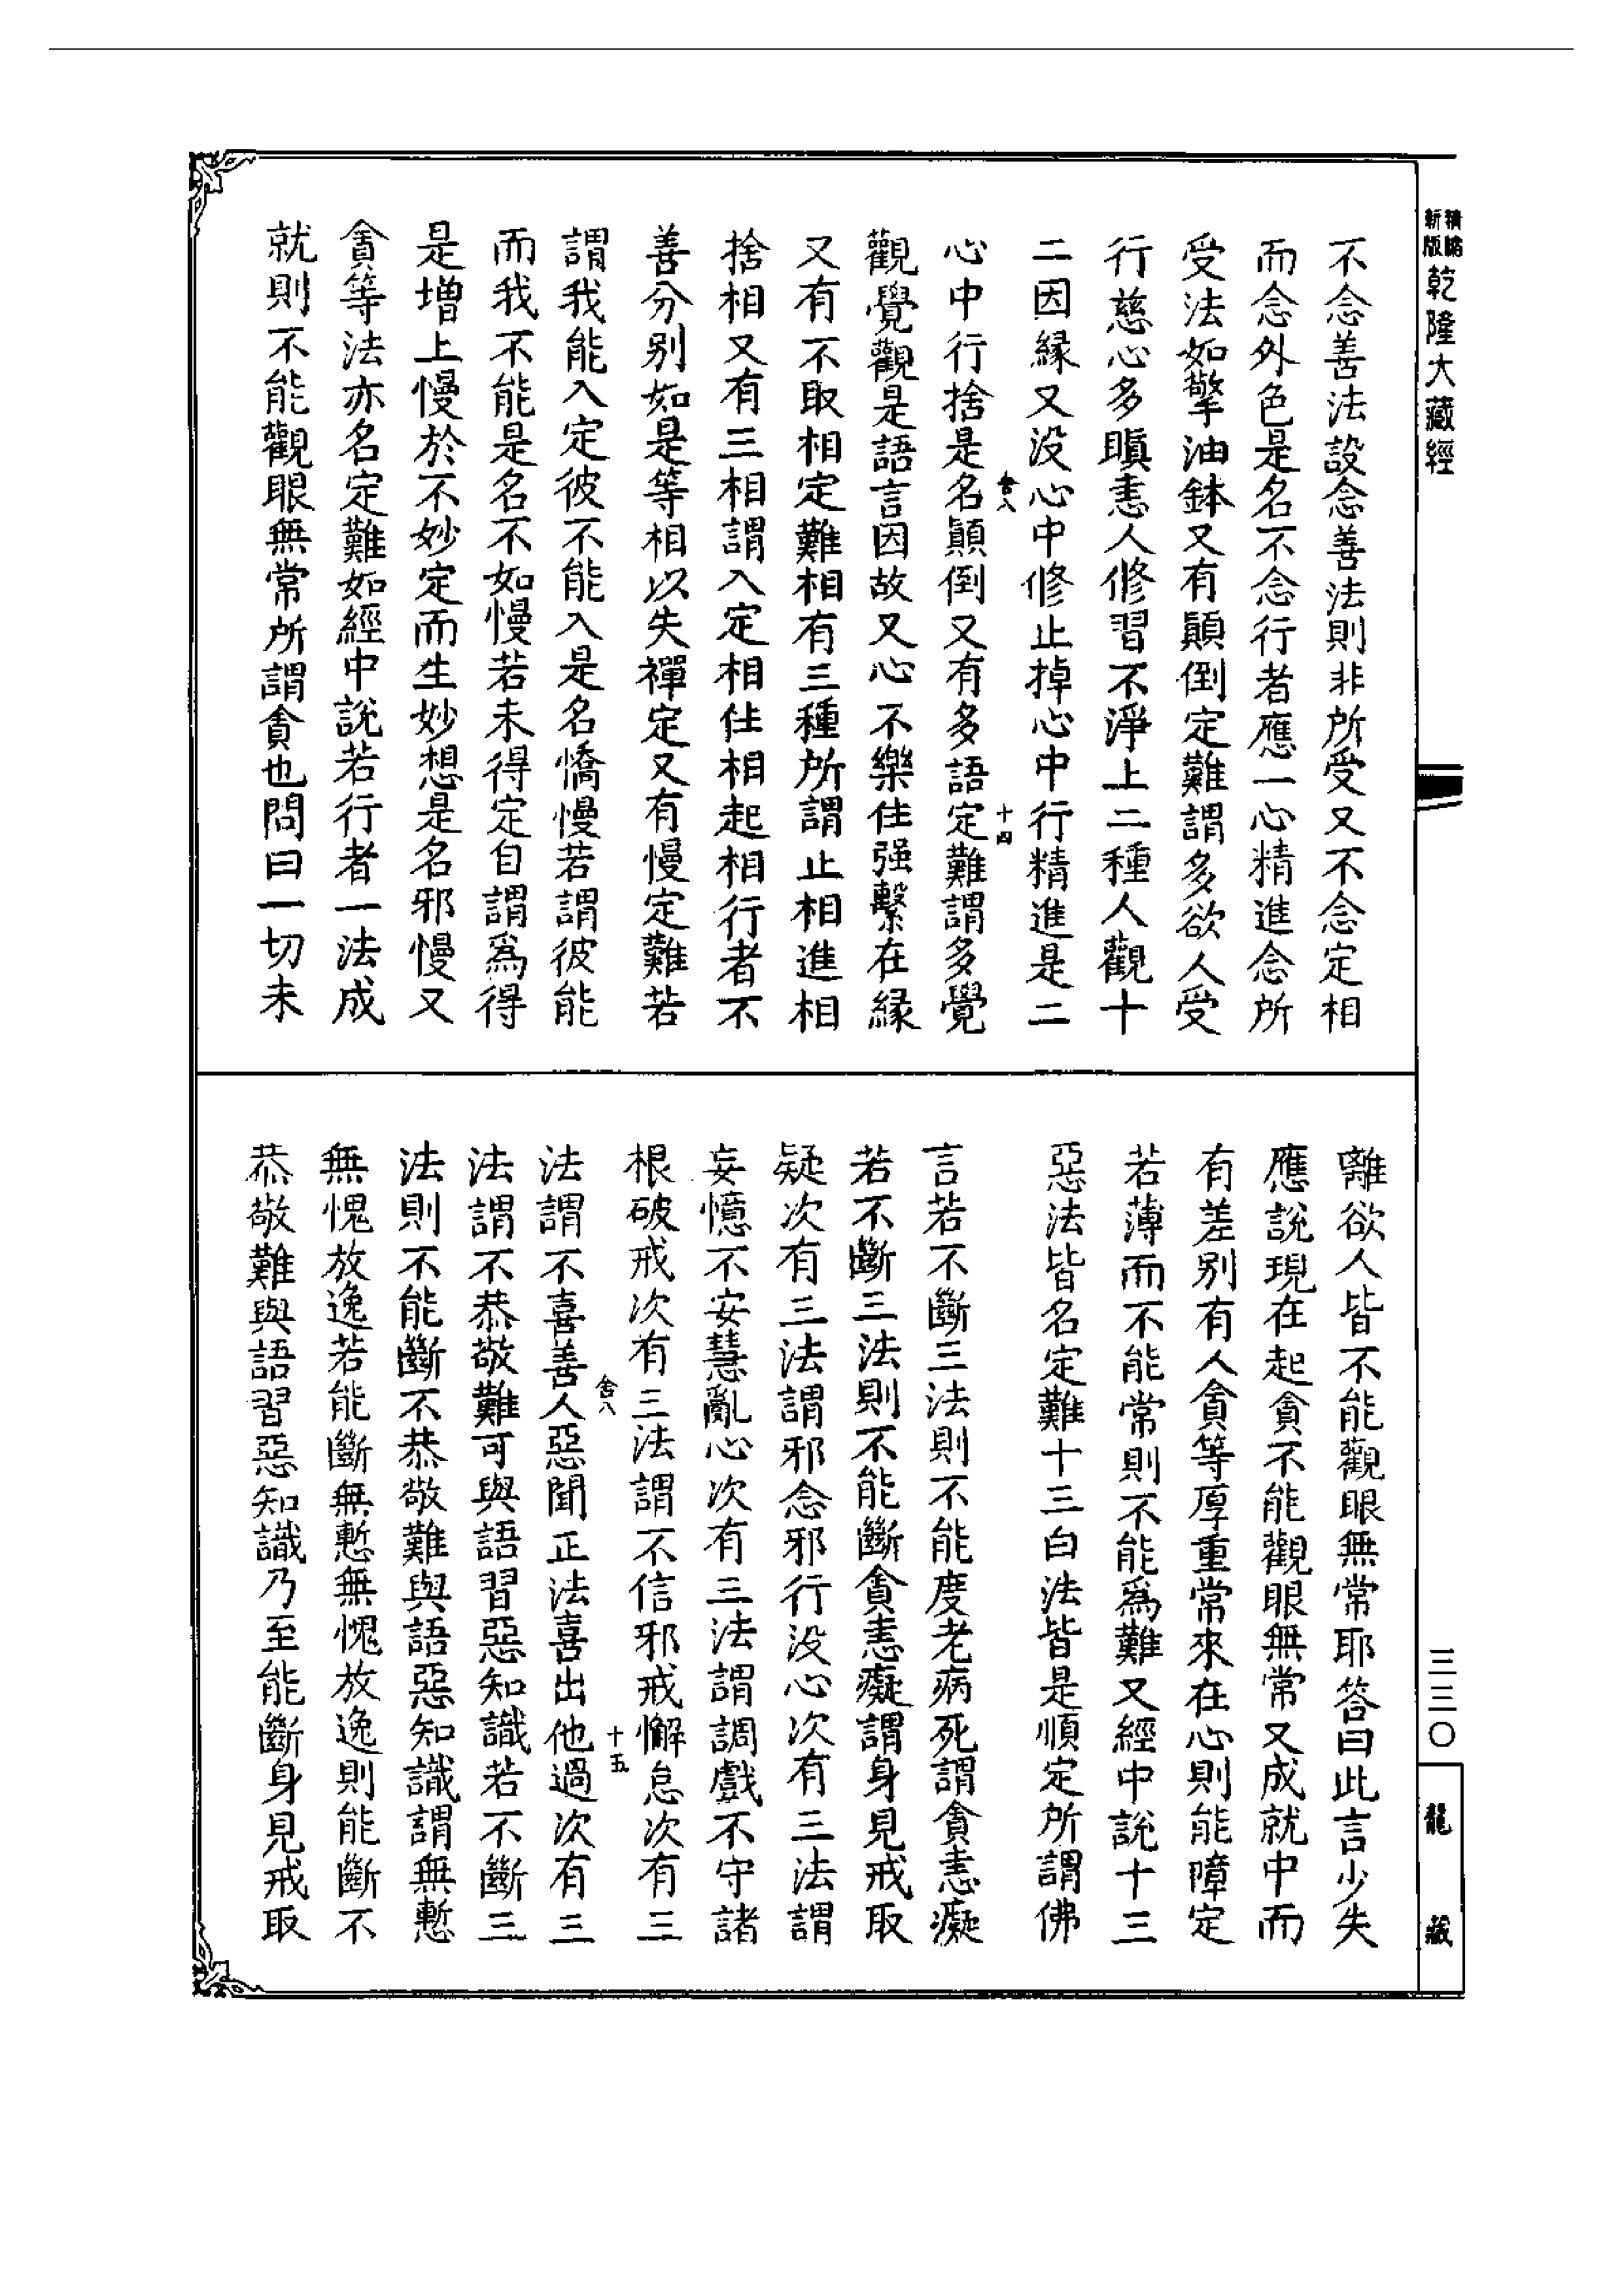 精編
新版
乾隆大藏經
三三〇
龍藏
不念善法設念善法則非所受又不念定相
而念外色是名不念行者應一心精進念所
受法如擎油鉢又有顚倒定難謂多欲人受
行慈心多瞋恚人修習不淨上二種人觀十
二因緣又没心中修止掉心中行精進是二
舍八
十四
心中行捨是名顚倒又有多語定難謂多覺
觀覺觀是語言因故又心不樂住强繫在緣
又有不取相定難相有三種所謂止相進相
捨相又有三相謂入定相住相起相行者不
善分别如是等相以失禪定又有慢定難若
謂我能入定彼不能入是名憍慢若謂彼能
而我不能是名不如慢若未得定自謂爲得
是增上慢於不妙定而生妙想是名邪慢又
貪等法亦名定難如經中說若行者一法成
就則不能觀眼無常所謂貪也問曰一切未
離欲人皆不能觀眼無常耶答曰此言少失
應說現在起貪不能觀眼無常又成就中而
有差别有人貪等厚重常來在心則能障定
若薄而不能常則不能爲難又經中說十三
惡法皆名定難十三白法皆是順定所謂佛
言若不斷三法則不能度老病死謂貪恚癡
若不斷三法則不能斷貪恚癡謂身見戒取
疑次有三法謂邪念邪行没心次有三法謂
妄憶不安慧亂心次有三法謂調戲不守諸
根破戒次有三法謂不信邪戒懈怠次有三
舍八
十五
法謂不喜善人惡聞正法喜出他過次有三
法謂不恭敬難可與語習惡知識若不斷三
法則不能斷不恭敬難與語惡知識謂無慙
無愧放逸若能斷無慙無愧放逸則能斷不
恭敬難與語習惡知識乃至能斷身見戒取